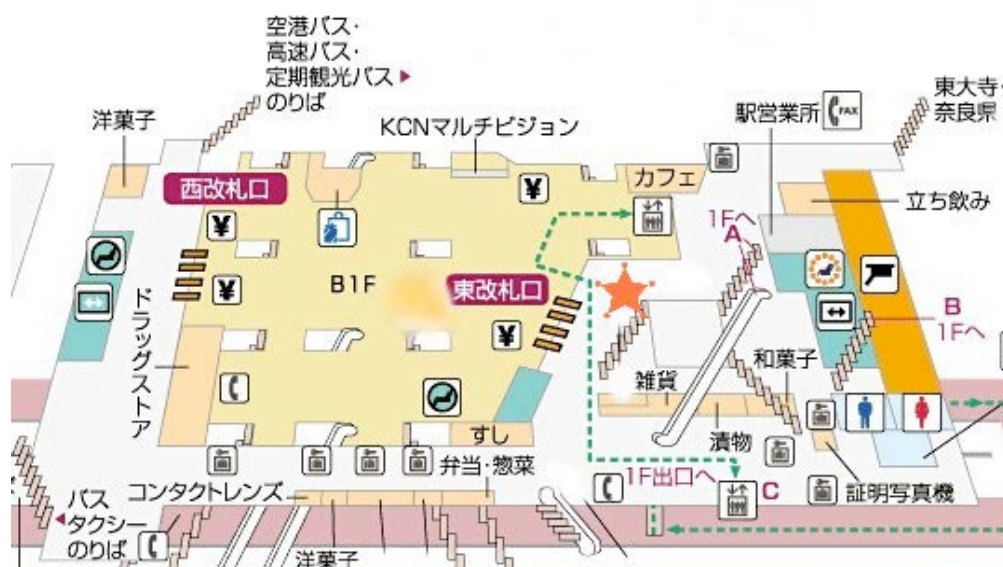 空港バス・
高速バス・
定期観光バス
のりば
東大寺・
奈良県
洋菓子
KCNマルチビジョン
駅営業所
FAX
西改札口
¥
カフェ
1Fへ
A
立ち飲み
¥
B1F
東改札口
¥
¥
B
1Fへ
ドラッグストア
雑貨
和菓子
漬物
すし
弁当・惣菜
1F出口へ
C
コンタクトレンズ
証明写真機
バス
タクシー
のりば
洋菓子